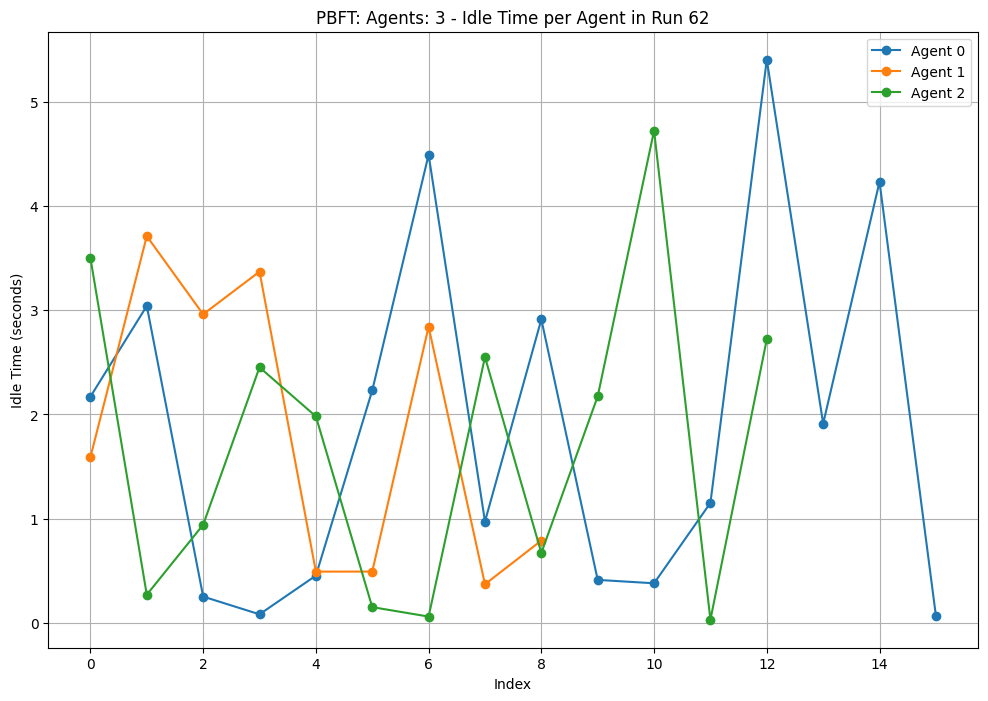 PBFT: Agents: 3 - Idle Time per Agent in Run 62
Agent 0
Agent 1
Agent 2
Idle Time (seconds)
5
4
3
2
1
0
0 2 4 6 8 10 12 14
Index